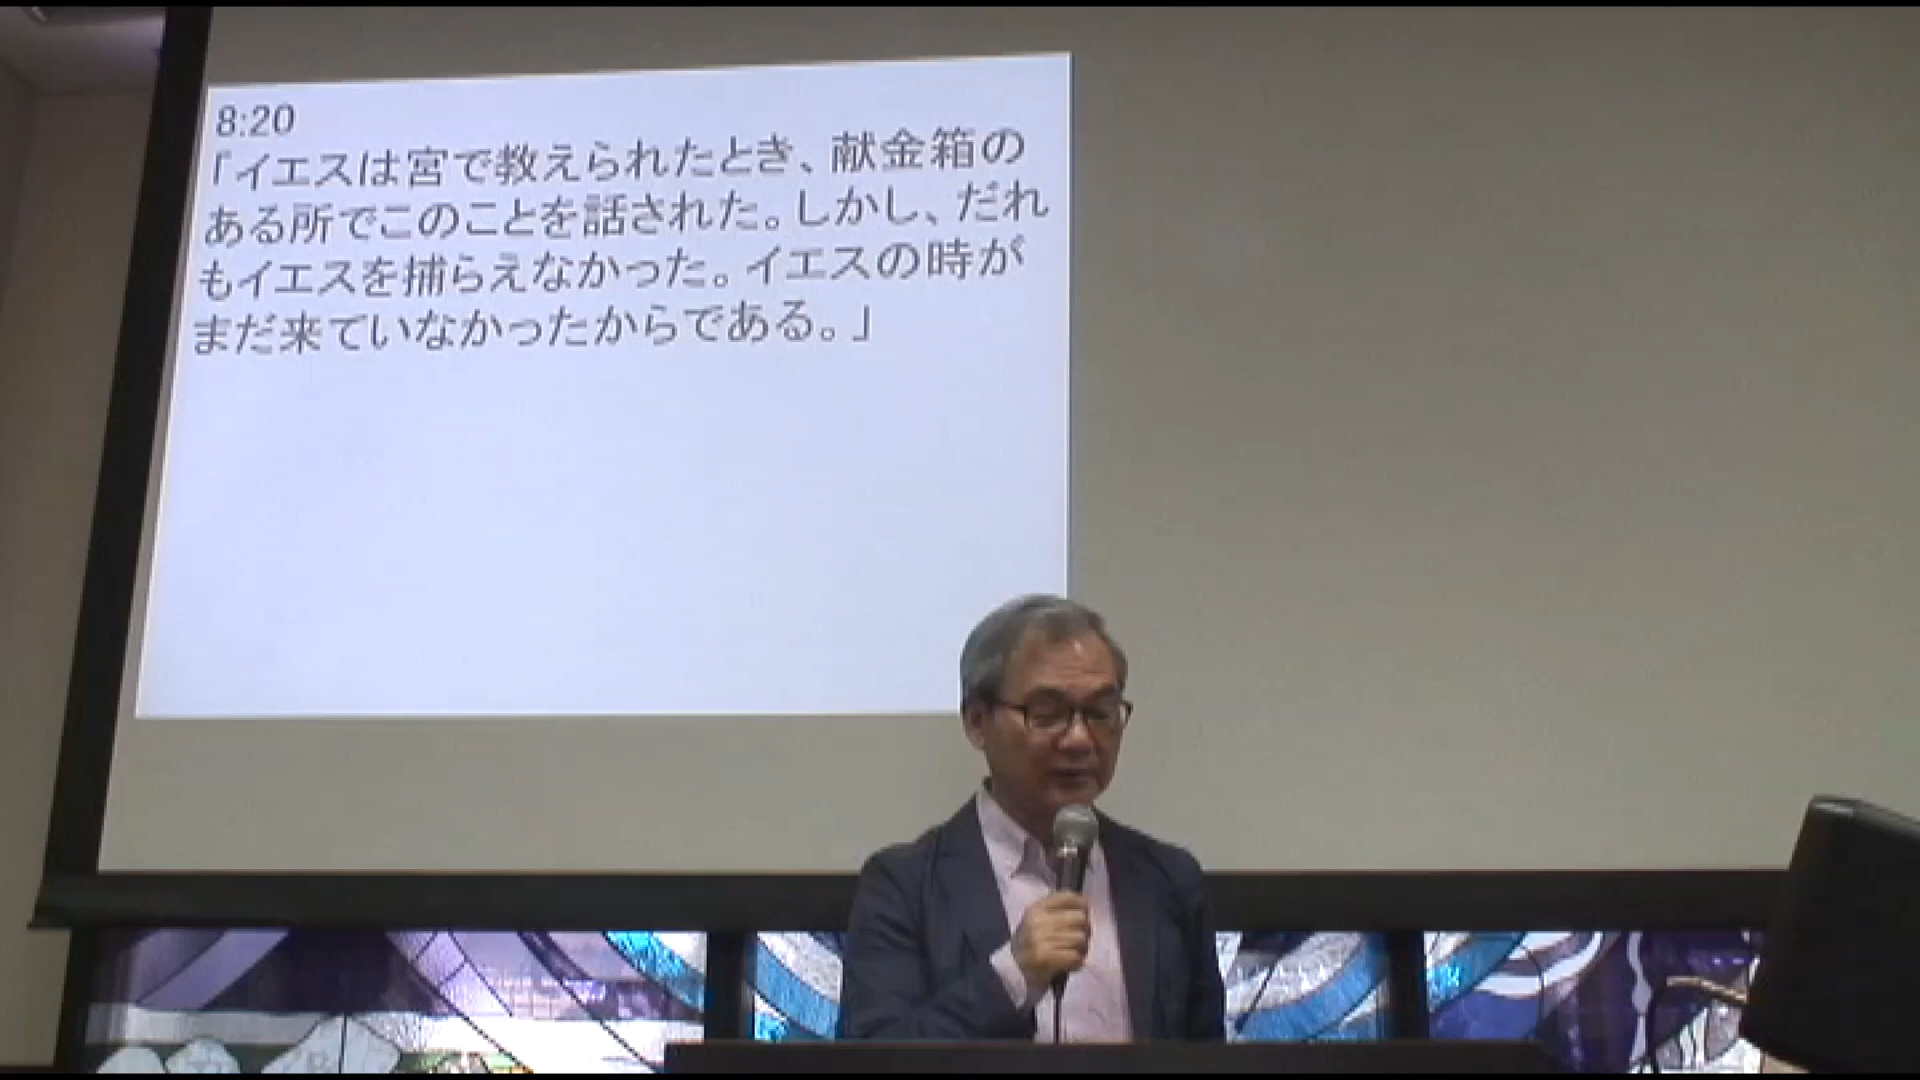 8:20
「イエスは宮で教えられたとき、献金箱の
ある所でこのことを話された。しかし、だれ
もイエスを捕らえなかった。イエスの時が
まだ来ていなかったからである。」